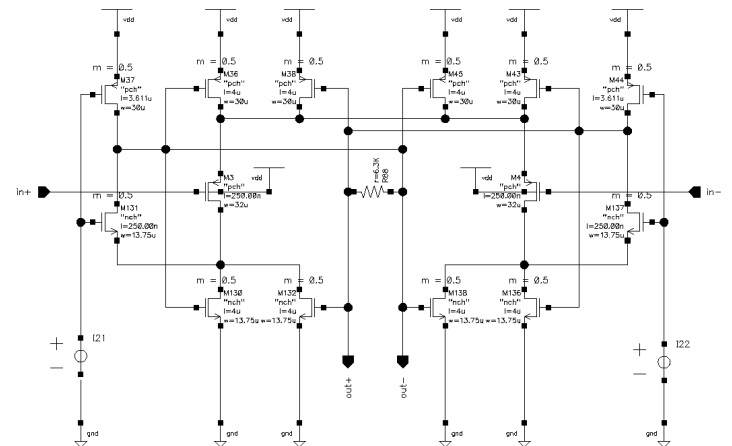 vdd vdd vdd vdd vdd vdd
m = 0.5 m = 0.5 m = 0.5 m = 0.5 m = 0.5 m = 0.5
M37 "pch" l=3.611u w=30u
M36 "pch" l=4u w=30u
M38 "pch" l=4u w=30u
M45 "pch" l=4u w=30u
M43 "pch" l=4u w=30u
M44 "pch" l=3.611u w=30u
in+
M3 "pch" l=250.00n w=32u
vdd
r=6.3K
R88
vdd
M4 "pch" l=250.00n w=32u
in-
m = 0.5
M131 "nch" l=250.00n w=13.75u
m = 0.5
M137 "nch" l=250.00n w=13.75u
m = 0.5 m = 0.5 m = 0.5 m = 0.5
M130 "nch" l=4u w=13.75u
M132 "nch" l=4u w=13.75u
M138 "nch" l=4u w=13.75u
M136 "nch" l=4u w=13.75u
+ I21 −
+ I22 −
out+
out-
gnd gnd gnd gnd gnd gnd